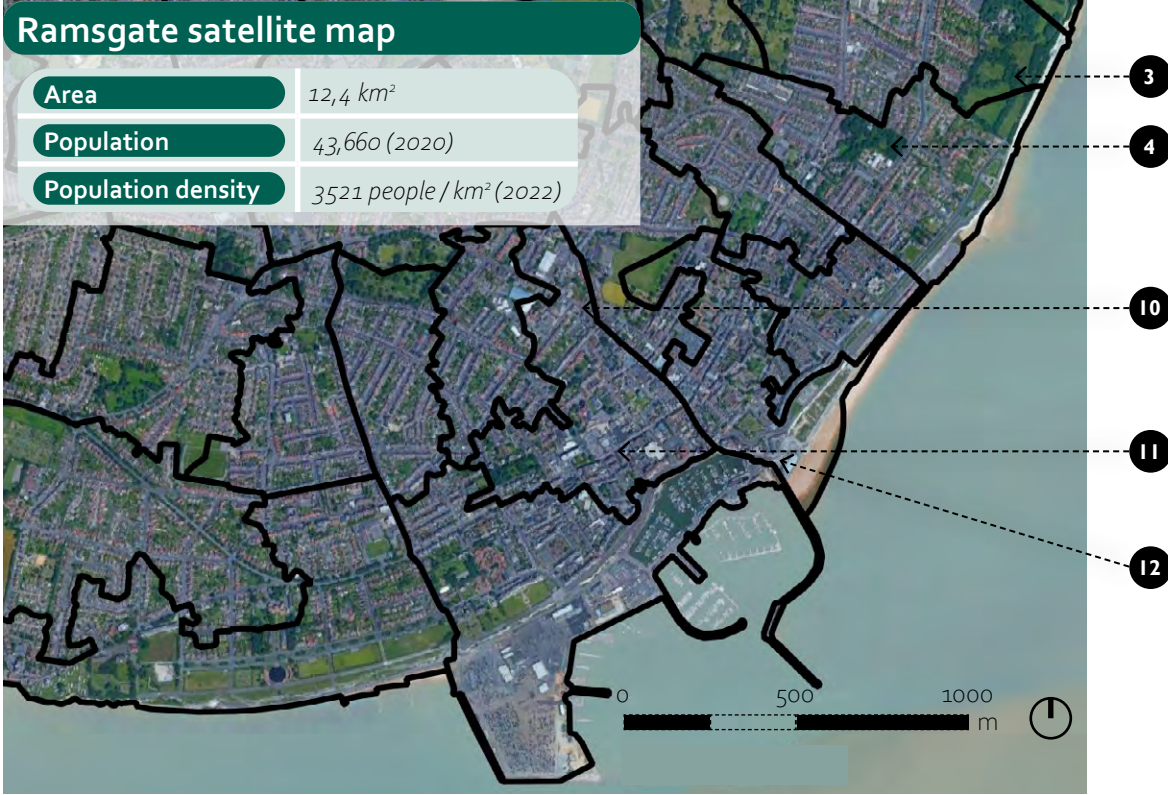 Ramsgate satellite map
Area 12,4 km²
Population 43,660 (2020)
Population density 3521 people / km² (2022)
3
4
10
11
12
0 500 1000
m